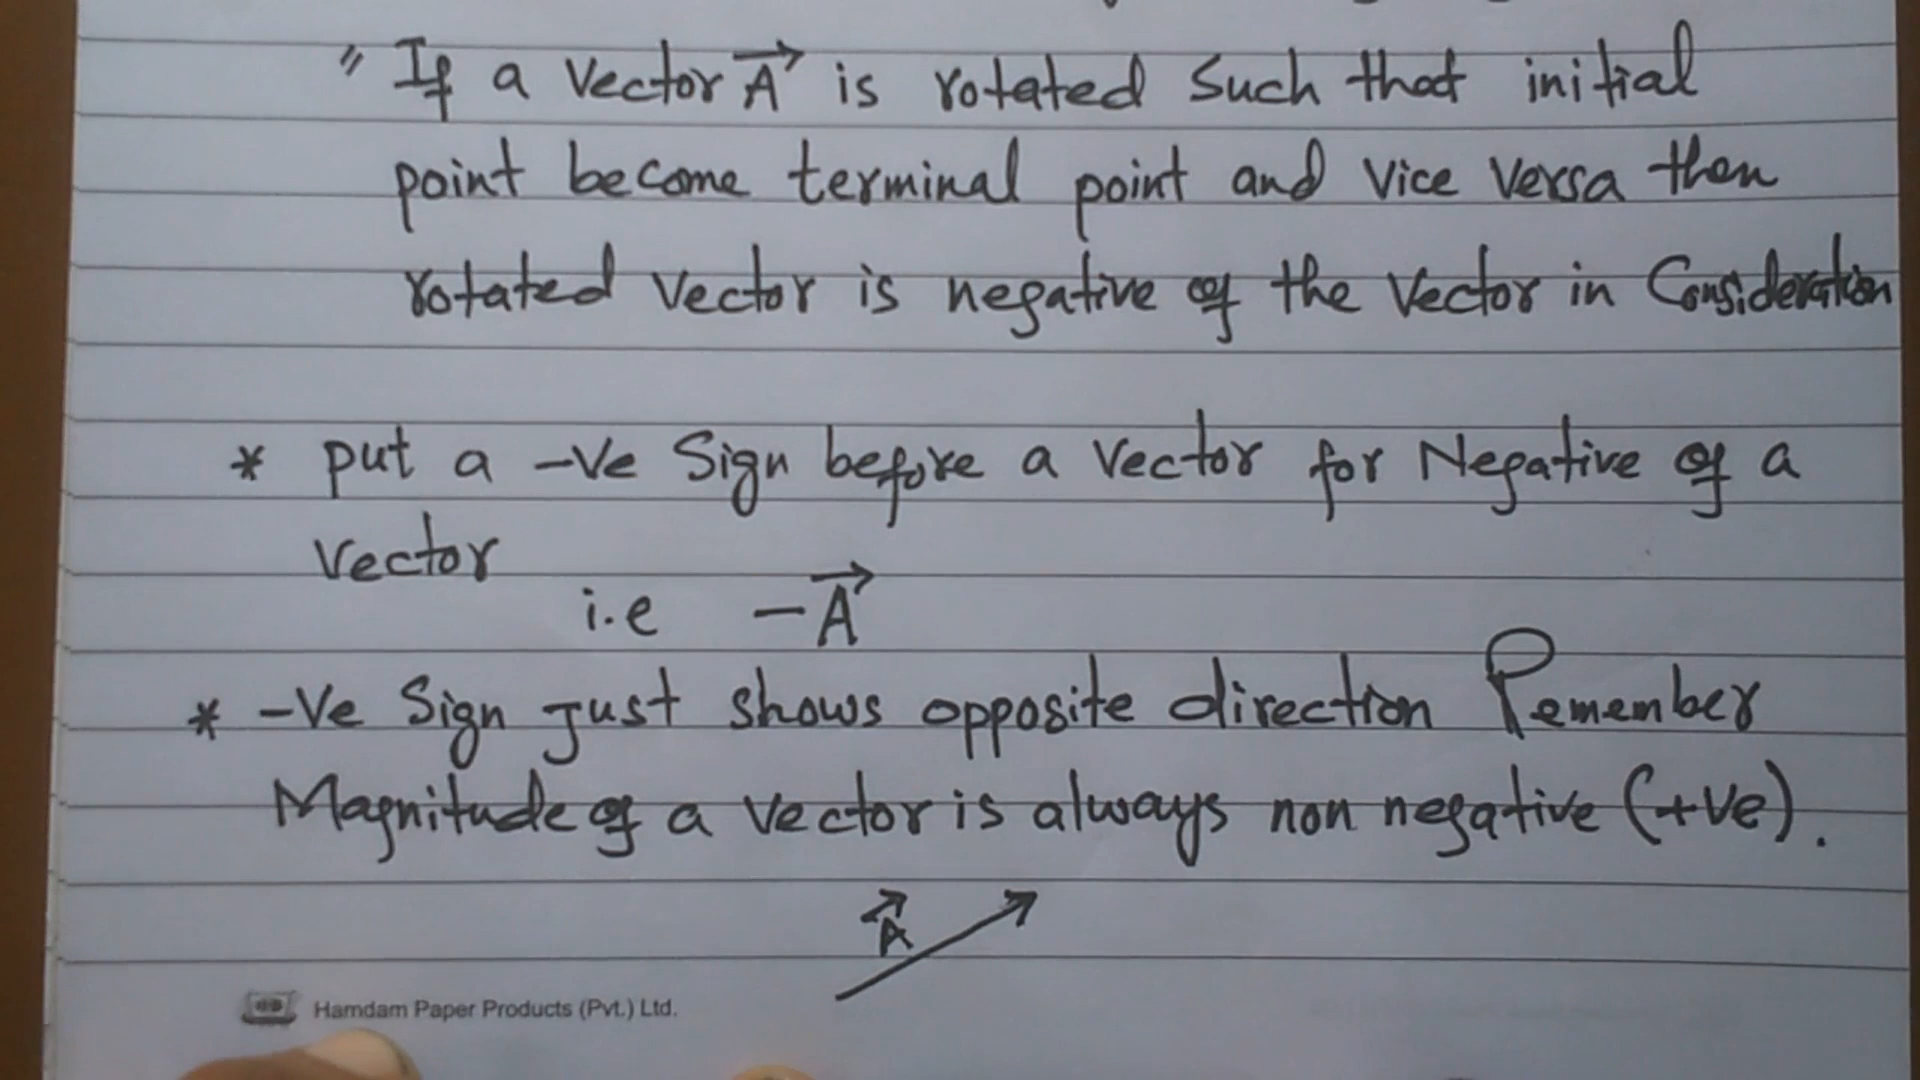 " If a Vector A⃗ is rotated Such that initial
point become terminal point and Vice Versa then
rotated Vector is negative of the Vector in Consideration
* put a -Ve Sign before a Vector for Negative of a
Vector
i.e -A⃗
* -Ve Sign Just shows opposite direction Remember
Magnitude of a Vector is always non negative (+Ve).
A⃗
Hamdam Paper Products (Pvt.) Ltd.